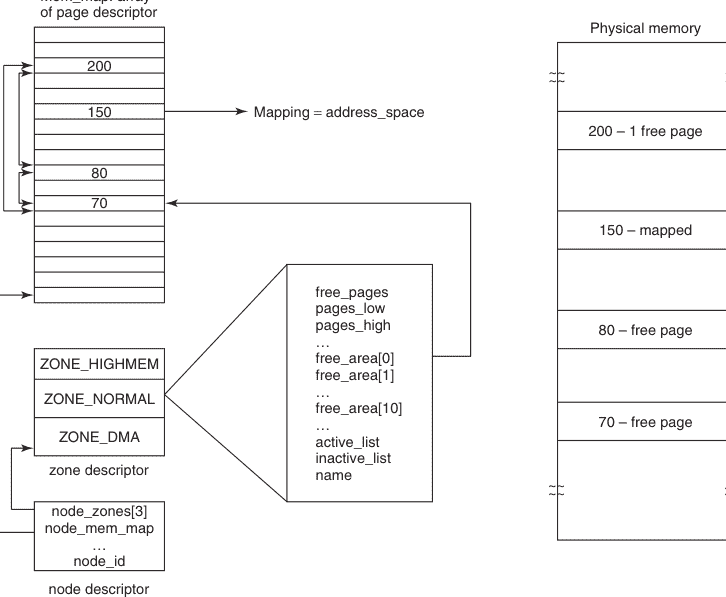 mem_map: array
of page descriptor
200
150
80
70
Mapping = address_space
Physical memory
200 – 1 free page
150 – mapped
80 – free page
70 – free page
free_pages
pages_low
pages_high
…
free_area[0]
free_area[1]
…
free_area[10]
…
active_list
inactive_list
name
ZONE_HIGHMEM
ZONE_NORMAL
ZONE_DMA
zone descriptor
node_zones[3]
node_mem_map
…
node_id
node descriptor